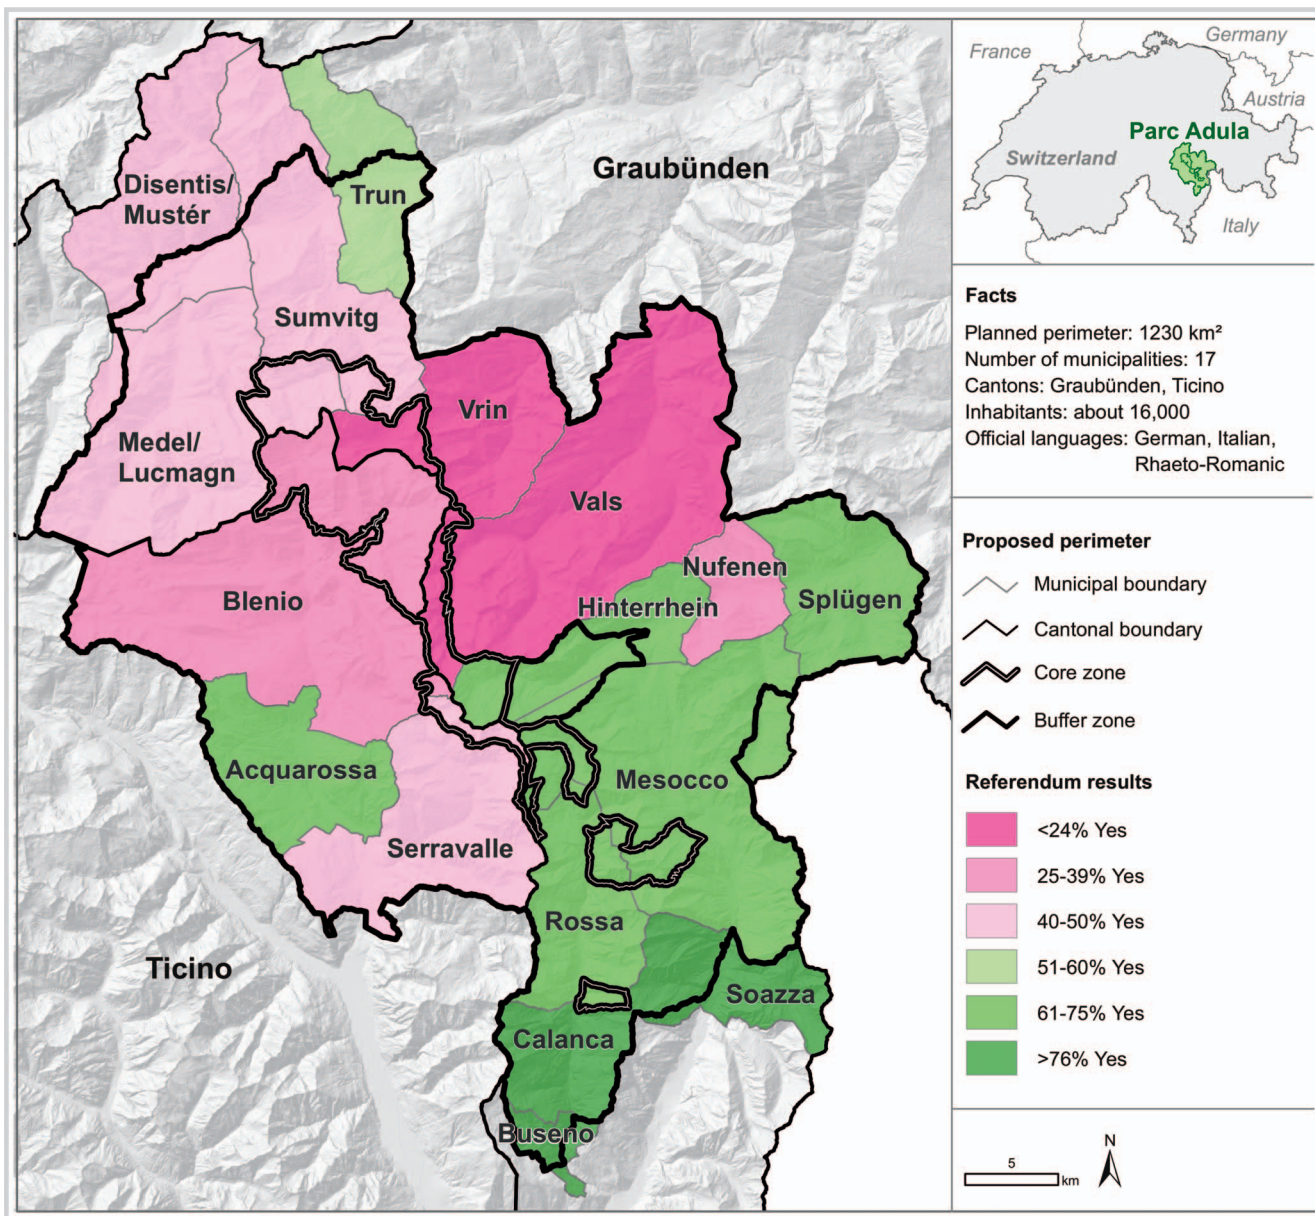 Disentis/
Mustér
Trun
Graubünden
Sumvitg
Medel/
Lucmagn
Vrin
Vals
Blenio
Nufenen
Hinterrhein
Splügen
Acquarossa
Mesocco
Serravalle
Rossa
Ticino
Soazza
Calanca
Buseno
France
Germany
Austria
Parc Adula
Switzerland
Italy
Facts
Planned perimeter: 1230 km²
Number of municipalities: 17
Cantons: Graubünden, Ticino
Inhabitants: about 16,000
Official languages: German, Italian,
Rhaeto-Romanic
Proposed perimeter
Municipal boundary
Cantonal boundary
Core zone
Buffer zone
Referendum results
<24% Yes
25-39% Yes
40-50% Yes
51-60% Yes
61-75% Yes
>76% Yes
5
km
N